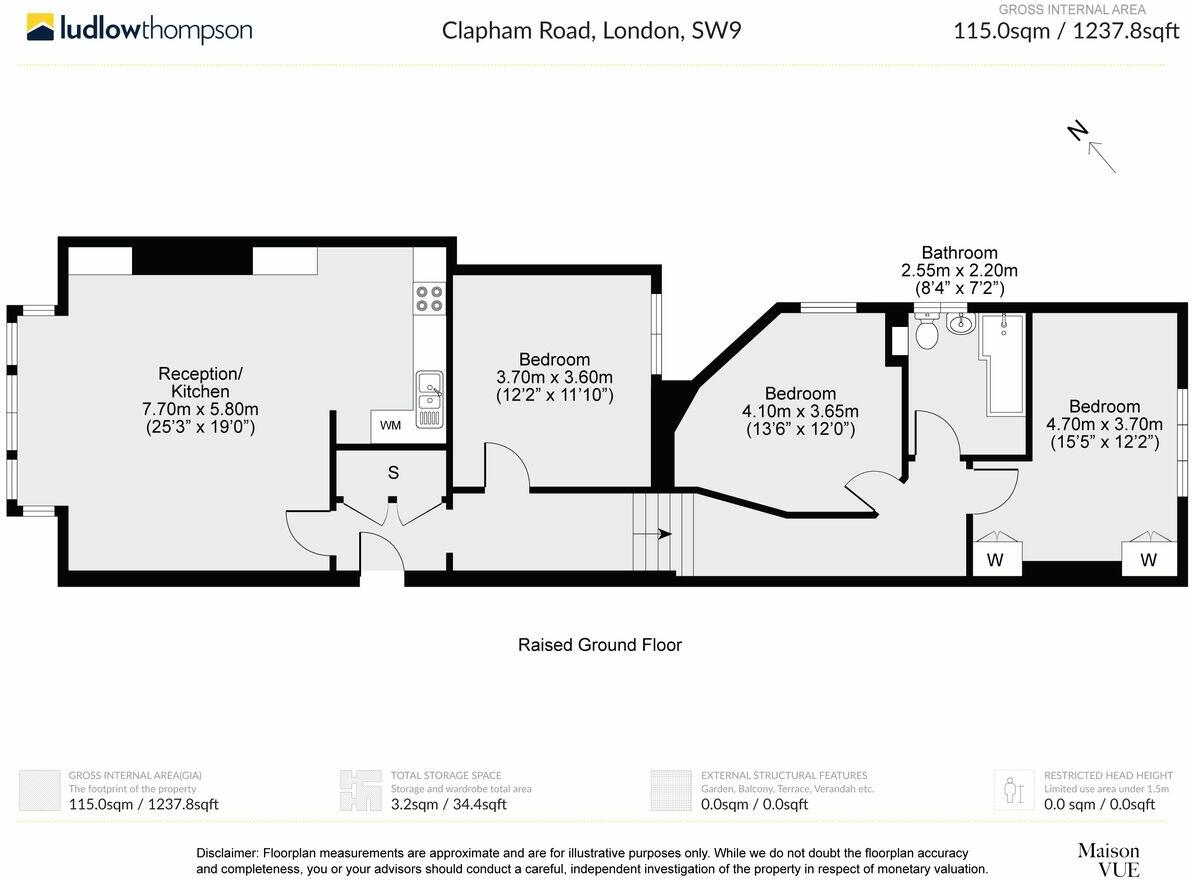 ludlowthompson
Clapham Road, London, SW9
GROSS INTERNAL AREA
115.0sqm / 1237.8sqft
N
Bathroom
2.55m x 2.20m
(8'4" x 7'2")
Reception/
Kitchen
7.70m x 5.80m
(25'3" x 19'0")
WM
S
Bedroom
3.70m x 3.60m
(12'2" x 11'10")
Bedroom
4.10m x 3.65m
(13'6" x 12'0")
Bedroom
4.70m x 3.70m
(15'5" x 12'2")
W
W
Raised Ground Floor
GROSS INTERNAL AREA(GIA)
The footprint of the property
115.0sqm / 1237.8sqft
TOTAL STORAGE SPACE
Storage and wardrobe total area
3.2sqm / 34.4sqft
EXTERNAL STRUCTURAL FEATURES
Garden, Balcony, Terrace, Verandah etc.
0.0sqm / 0.0sqft
RESTRICTED HEAD HEIGHT
Limited use area under 1.5m
0.0 sqm / 0.0sqft
Disclaimer: Floorplan measurements are approximate and are for illustrative purposes only. While we do not doubt the floorplan accuracy
and completeness, you or your advisors should conduct a careful, independent investigation of the property in respect of monetary valuation.
Maison
VUE